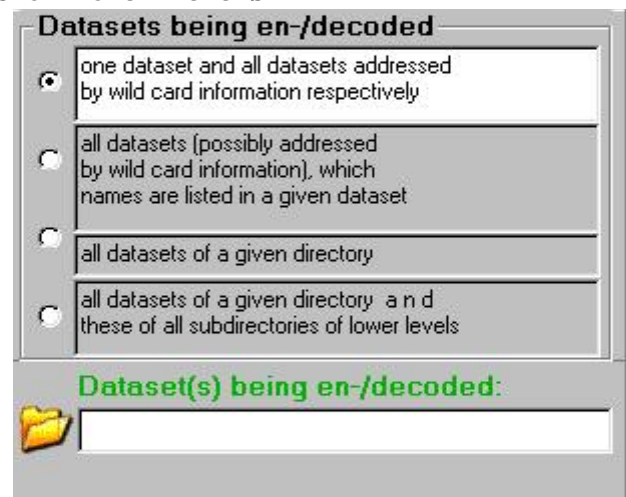 Datasets being en-/decoded
one dataset and all datasets addressed
by wild card information respectively
all datasets (possibly addressed
by wild card information), which
names are listed in a given dataset
all datasets of a given directory
all datasets of a given directory a n d
these of all subdirectories of lower levels
Dataset(s) being en-/decoded: